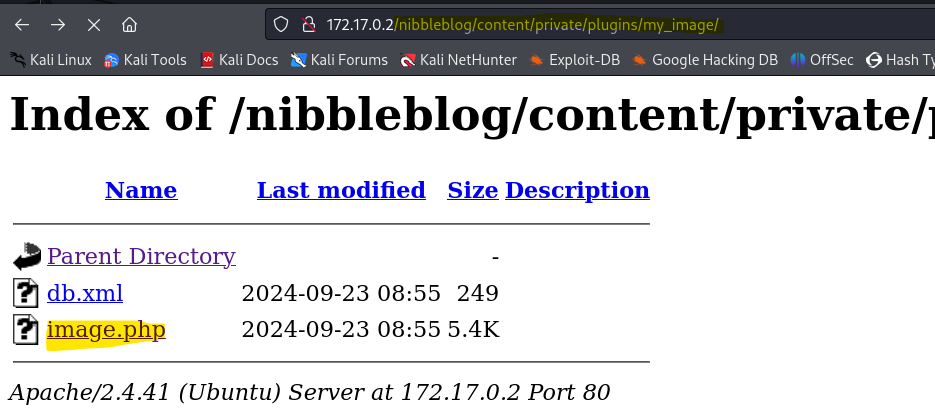 172.17.0.2/nibbleblog/content/private/plugins/my_image/
Kali Linux Kali Tools Kali Docs Kali Forums Kali NetHunter Exploit-DB Google Hacking DB OffSec Hash Ty
Index of /nibbleblog/content/private/p
Name Last modified Size Description
Parent Directory -
db.xml 2024-09-23 08:55 249
image.php 2024-09-23 08:55 5.4K
Apache/2.4.41 (Ubuntu) Server at 172.17.0.2 Port 80